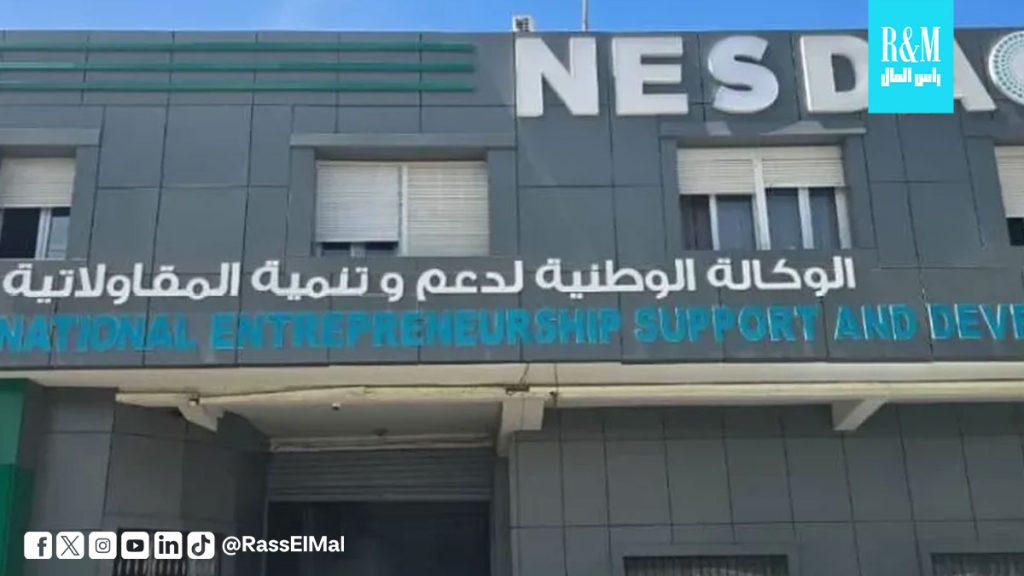 NESDA
R&M
راس المال
الوكالة الوطنية لدعم و تنمية المقاولاتية
NATIONAL ENTREPRENEURSHIP SUPPORT AND DEVE
@RassElMal